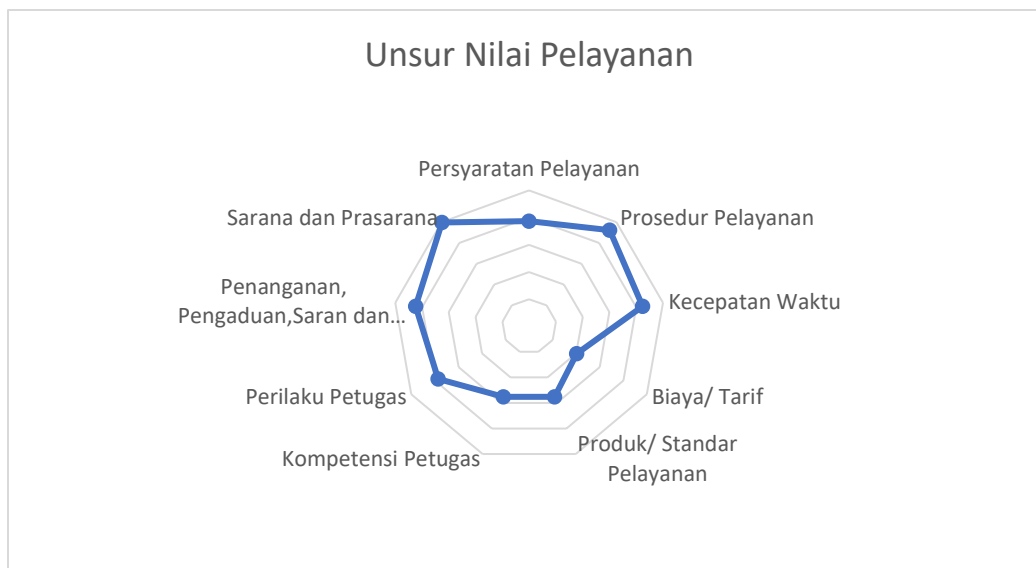 Unsur Nilai Pelayanan
Persyaratan Pelayanan
Prosedur Pelayanan
Kecepatan Waktu
Biaya/ Tarif
Produk/ Standar
Pelayanan
Kompetensi Petugas
Perilaku Petugas
Penanganan,
Pengaduan,Saran dan...
Sarana dan Prasarana